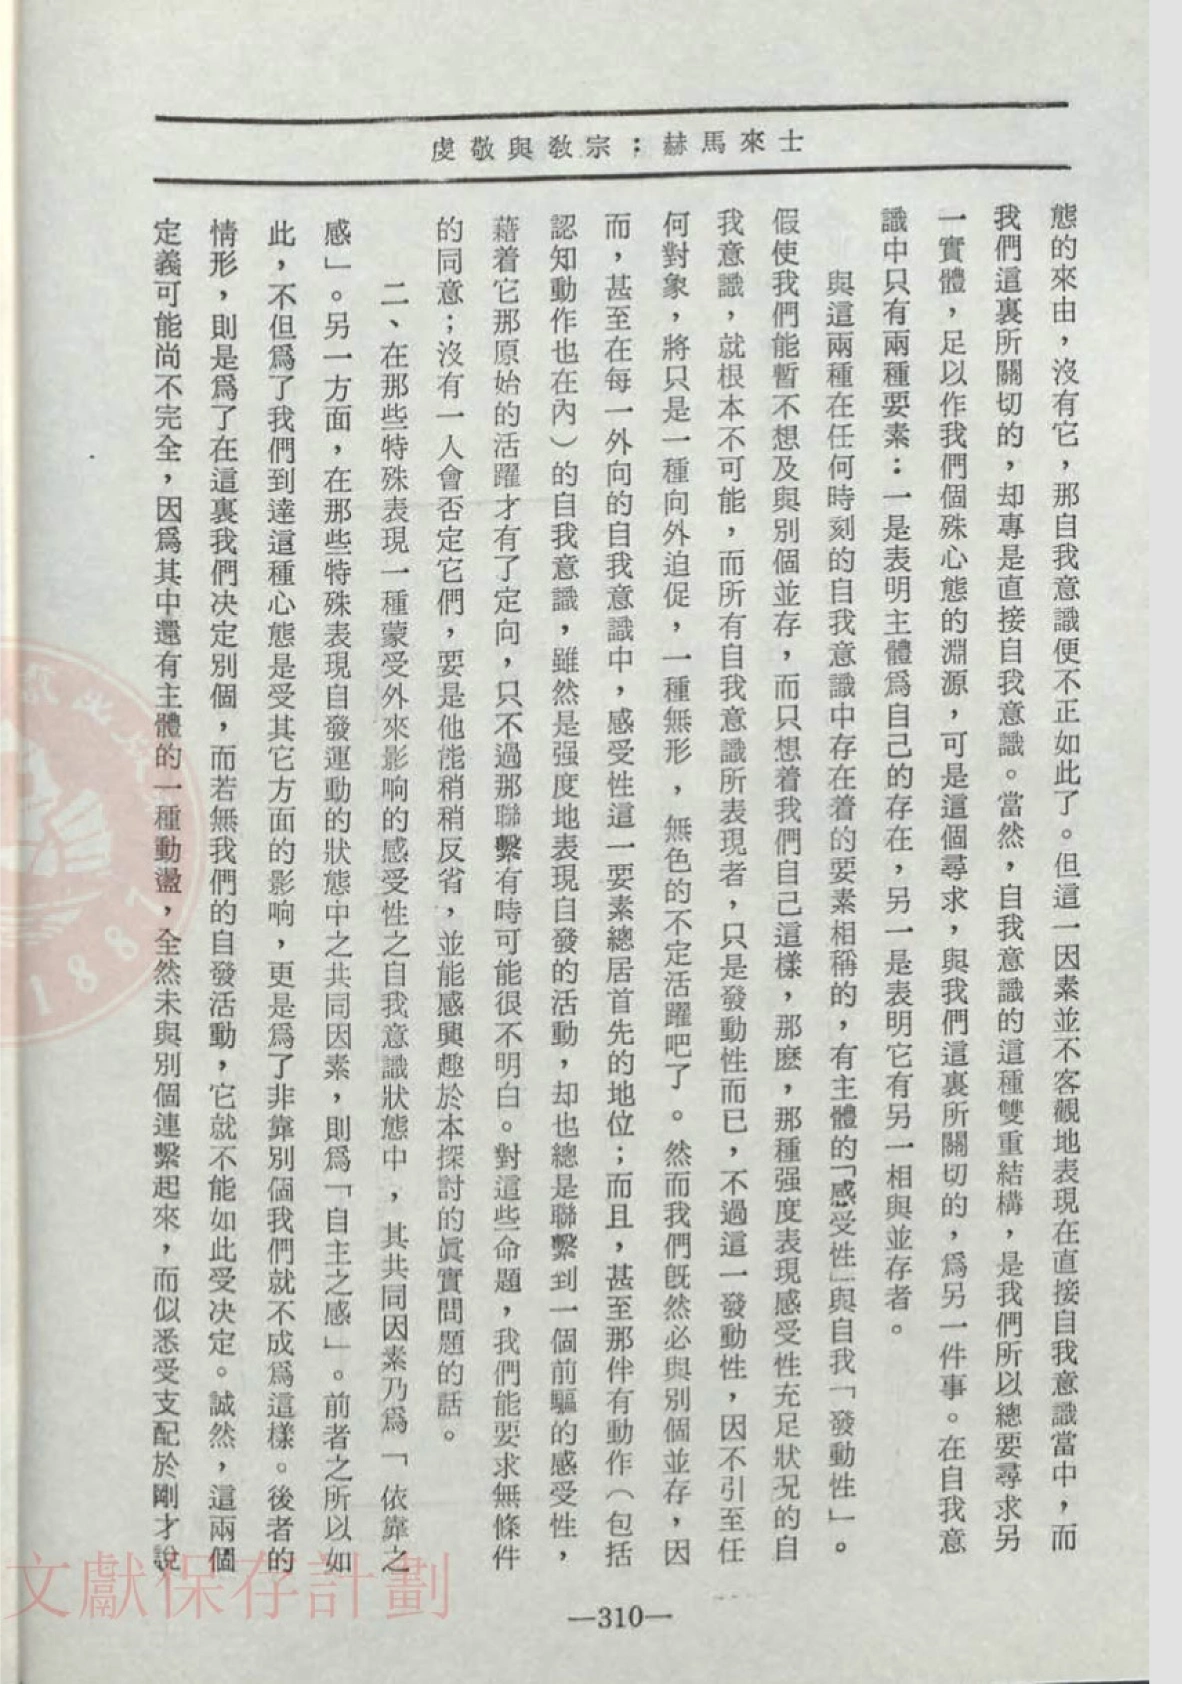 士來馬赫：宗教與敬虔
態的來由，沒有它，那自我意識便不正如此了。但這一因素並不客觀地表現在直接自我意識當中，而
我們這裏所關切的，却專是直接自我意識。當然，自我意識的這種雙重結構，是我們所以總要尋求另
一實體，足以作我們個殊心態的淵源，可是這個尋求，與我們這裏所關切的，爲另一件事。在自我意
識中只有兩種要素：一是表明主體爲自己的存在，另一是表明它有另一相與並存者。
與這兩種在任何時刻的自我意識中存在着的要素相稱的，有主體的「感受性」與自我「發動性」。
假使我們能暫不想及與別個並存，而只想着我們自己這樣，那麽，那種强度表現感受性充足狀況的自
我意識，就根本不可能，而所有自我意識所表現者，只是發動性而已，不過這一發動性，因不引至任
何對象，將只是一種向外迫促，一種無形，無色的不定活躍吧了。然而我們既然必與別個並存，因
而，甚至在每一外向的自我意識中，感受性這一要素總居首先的地位；而且，甚至那伴有動作（包括
認知動作也在內）的自我意識，雖然是强度地表現自發的活動，却也總是聯繫到一個前驅的感受性，
藉着它那原始的活躍才有了定向，只不過那聯繫有時可能很不明白。對這些命題，我們能要求無條件
的同意；沒有一人會否定它們，要是他能稍稍反省，並能感興趣於本探討的眞實問題的話。
二、在那些特殊表現一種蒙受外來影响的感受性之自我意識狀態中，其共同因素乃爲「依靠之
感」。另一方面，在那些特殊表現自發運動的狀態中之共同因素，則爲「自主之感」。前者之所以如
此，不但爲了我們到達這種心態是受其它方面的影响，更是爲了非靠別個我們就不成爲這樣。後者的
情形，則是爲了在這裏我們决定別個，而若無我們的自發活動，它就不能如此受决定。誠然，這兩個
定義可能尚不完全，因爲其中還有主體的一種動盪，全然未與別個連繫起來，而似悉受支配於剛才說
—310—
1887
文獻保存計劃